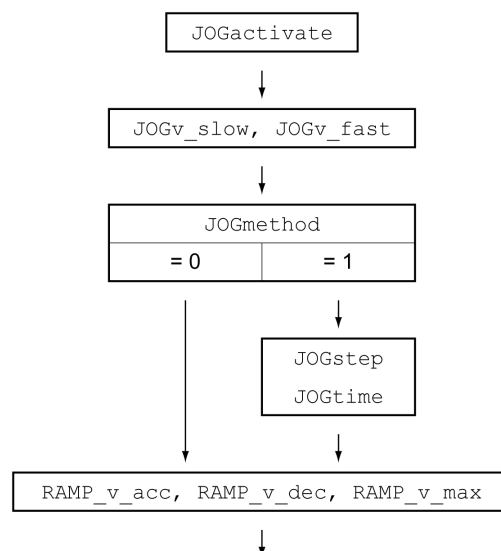 JOGactivate
JOGv_slow, JOGv_fast
JOGmethod
= 0 = 1
JOGstep
JOGtime
RAMP_v_acc, RAMP_v_dec, RAMP_v_max